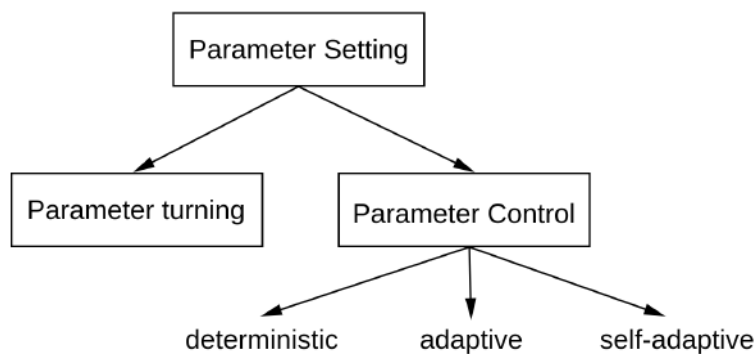 Parameter Setting
Parameter turning
Parameter Control
deterministic
adaptive
self-adaptive